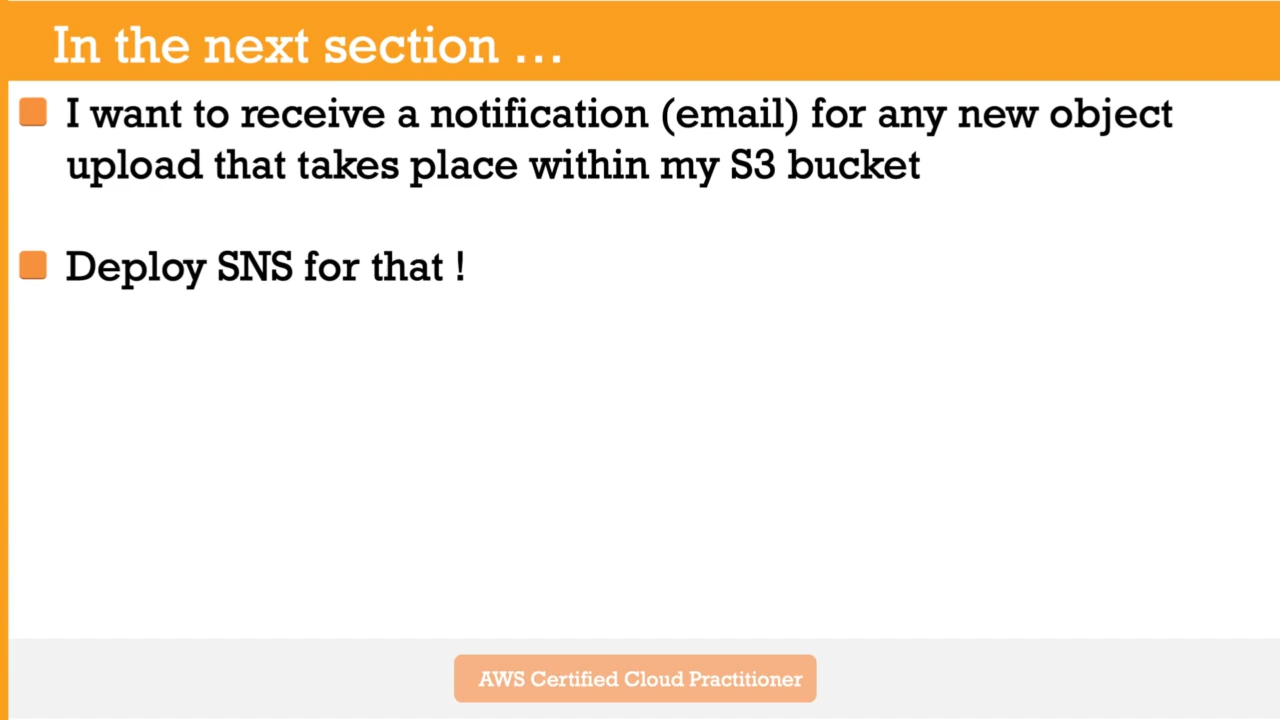 In the next section ...
I want to receive a notification (email) for any new object
upload that takes place within my S3 bucket
Deploy SNS for that !
AWS Certified Cloud Practitioner